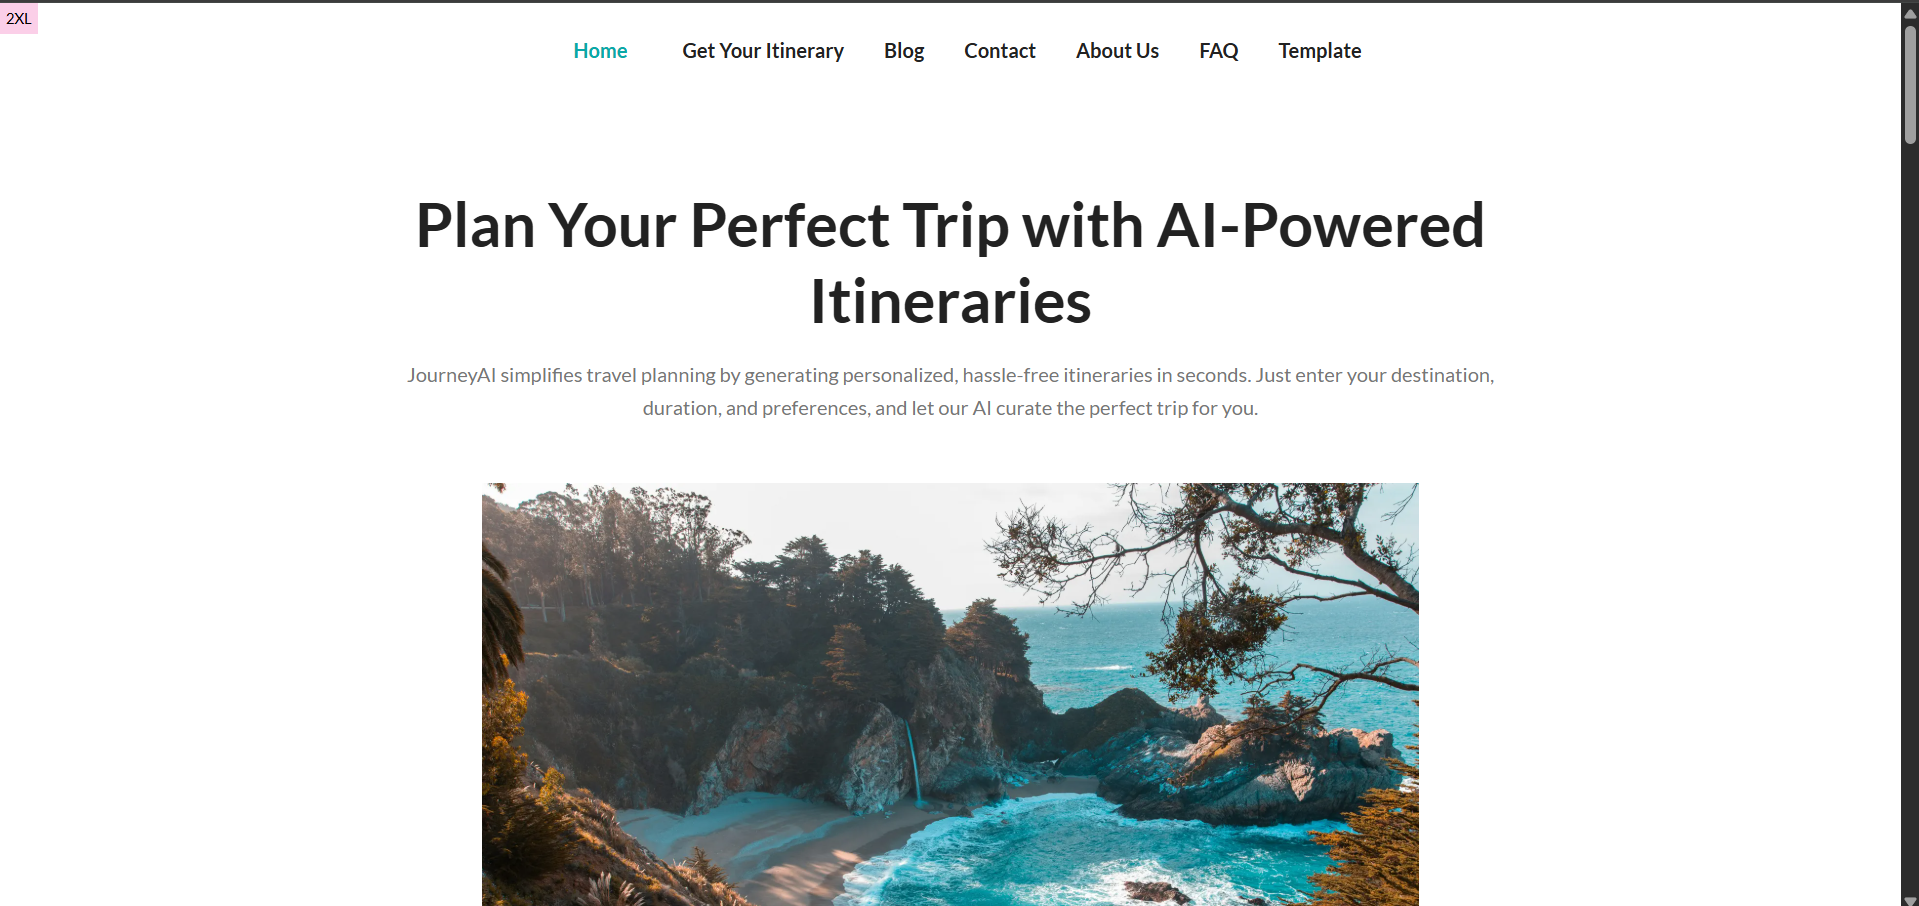 2XL
Home Get Your Itinerary Blog Contact About Us FAQ Template
Plan Your Perfect Trip with AI-Powered
Itineraries
JourneyAI simplifies travel planning by generating personalized, hassle-free itineraries in seconds. Just enter your destination,
duration, and preferences, and let our AI curate the perfect trip for you.